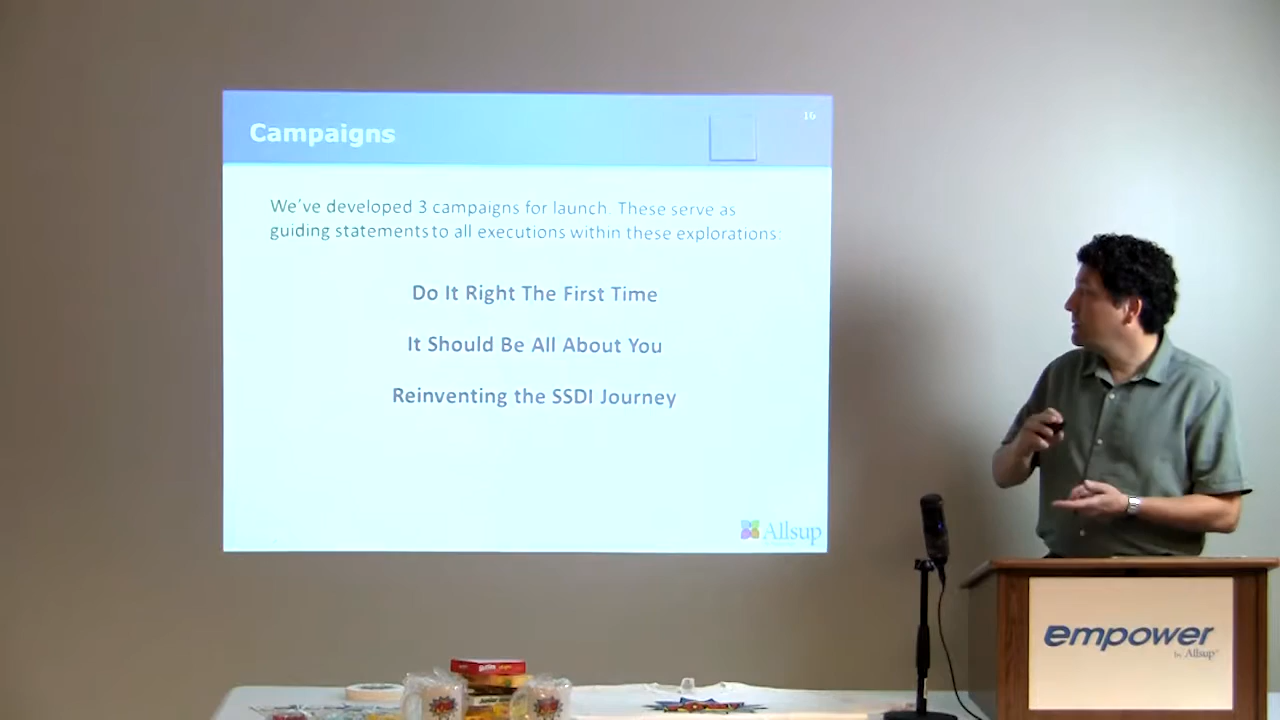 Campaigns
16
We've developed 3 campaigns for launch. These serve as
guiding statements to all executions within these explorations:
Do It Right The First Time
It Should Be All About You
Reinventing the SSDI Journey
Allsup
empower
by Allsup